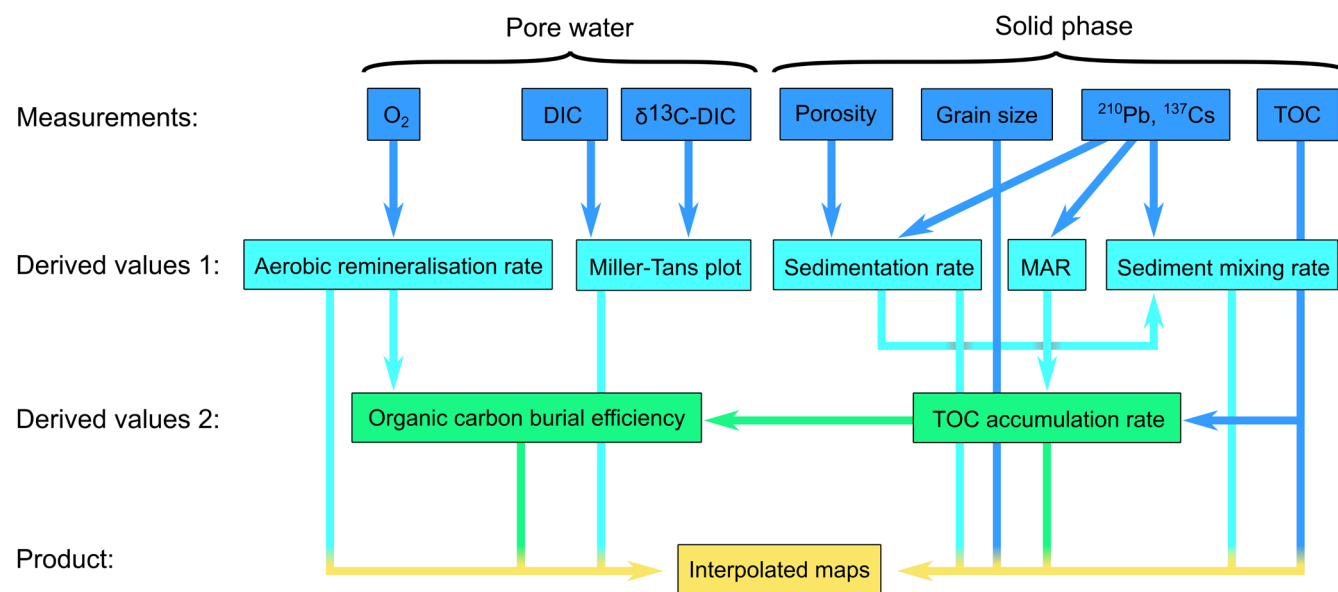 Pore water
Solid phase
Measurements:
O₂
DIC
δ¹³C-DIC
Porosity
Grain size
²¹⁰Pb, ¹³⁷Cs
TOC
Derived values 1:
Aerobic remineralisation rate
Miller-Tans plot
Sedimentation rate
MAR
Sediment mixing rate
Derived values 2:
Organic carbon burial efficiency
TOC accumulation rate
Product:
Interpolated maps